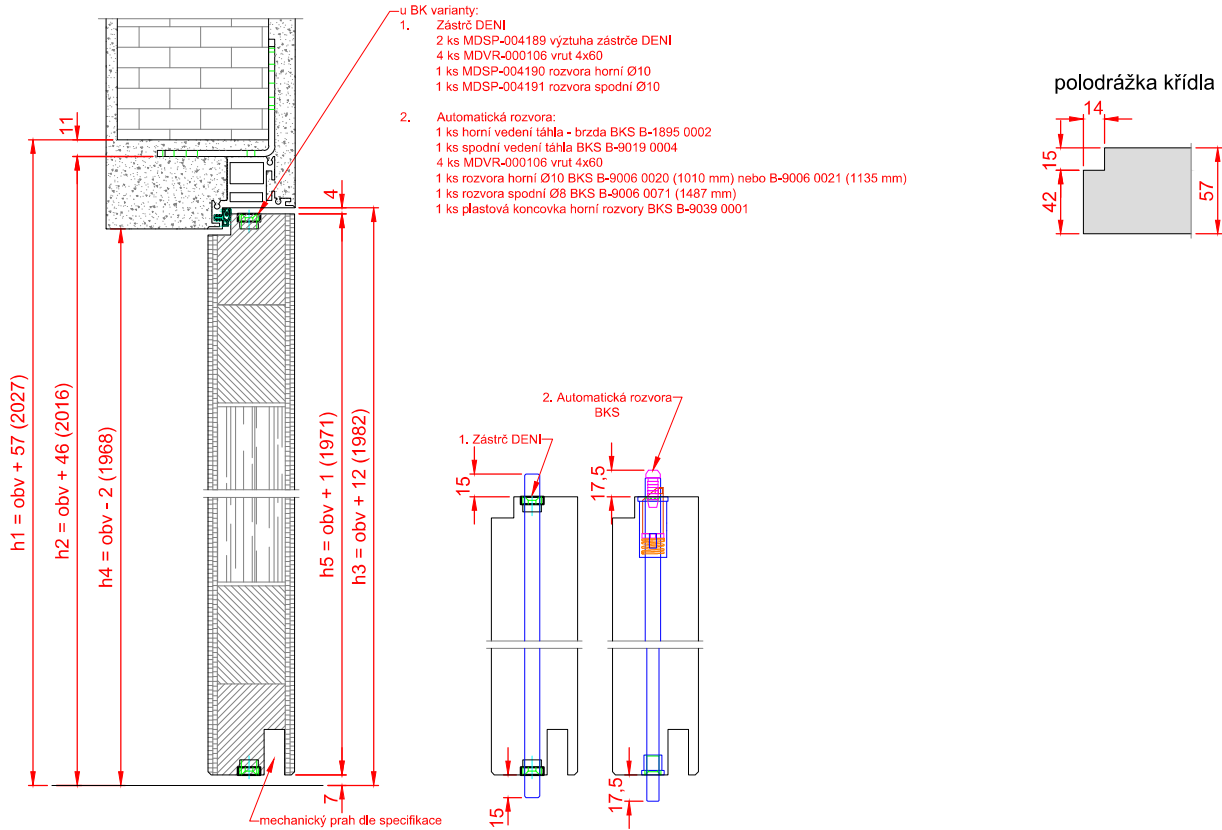 u BK varianty:
1. Zástrč DENI
2 ks MDSP-004189 výztuha zástrče DENI
4 ks MDVR-000106 vrut 4x60
1 ks MDSP-004190 rozvora horní Ø10
1 ks MDSP-004191 rozvora spodní Ø10
2. Automatická rozvora:
1 ks horní vedení táhla - brzda BKS B-1895 0002
1 ks spodní vedení táhla BKS B-9019 0004
4 ks MDVR-000106 vrut 4x60
1 ks rozvora horní Ø10 BKS B-9006 0020 (1010 mm) nebo B-9006 0021 (1135 mm)
1 ks rozvora spodní Ø8 BKS B-9006 0071 (1487 mm)
1 ks plastová koncovka horní rozvory BKS B-9039 0001
polodrážka křídla
14
15
42
57
11
4
h1 = obv + 57 (2027)
h2 = obv + 46 (2016)
h4 = obv - 2 (1968)
h5 = obv + 1 (1971)
h3 = obv + 12 (1982)
7
mechanický prah dle specifikace
1. Zástrč DENI
15
15
2. Automatická rozvora
BKS
17,5
17,5